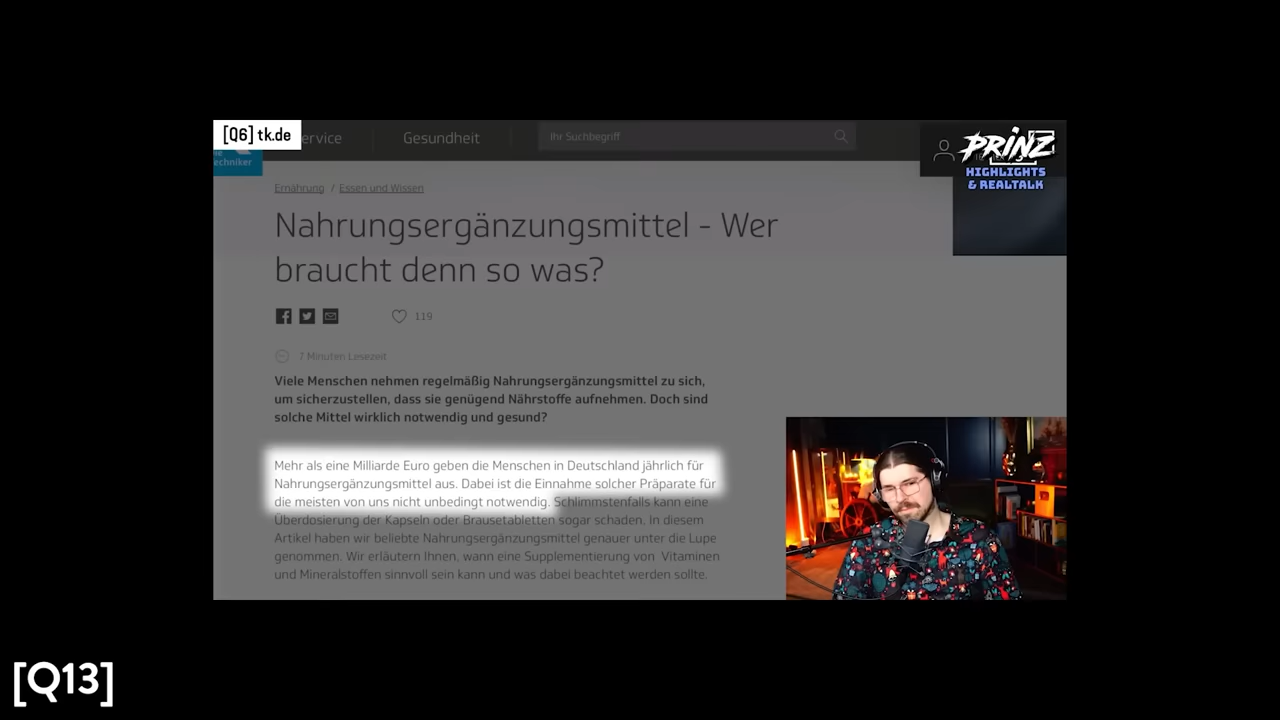 [Q6] tk.de
ervice
Gesundheit
Ihr Suchbegriff
PRINZ
HIGHLIGHTS
& REALTALK
echniker
Ernährung / Essen und Wissen
Nahrungsergänzungsmittel - Wer
braucht denn so was?
119
7 Minuten Lesezeit
Viele Menschen nehmen regelmäßig Nahrungsergänzungsmittel zu sich,
um sicherzustellen, dass sie genügend Nährstoffe aufnehmen. Doch sind
solche Mittel wirklich notwendig und gesund?
Mehr als eine Milliarde Euro geben die Menschen in Deutschland jährlich für
Nahrungsergänzungsmittel aus. Dabei ist die Einnahme solcher Präparate für
die meisten von uns nicht unbedingt notwendig. Schlimmstenfalls kann eine
Überdosierung der Kapseln oder Brausetabletten sogar schaden. In diesem
Artikel haben wir beliebte Nahrungsergänzungsmittel genauer unter die Lupe
genommen. Wir erläutern Ihnen, wann eine Supplementierung von Vitaminen
und Mineralstoffen sinnvoll sein kann und was dabei beachtet werden sollte.
[Q13]